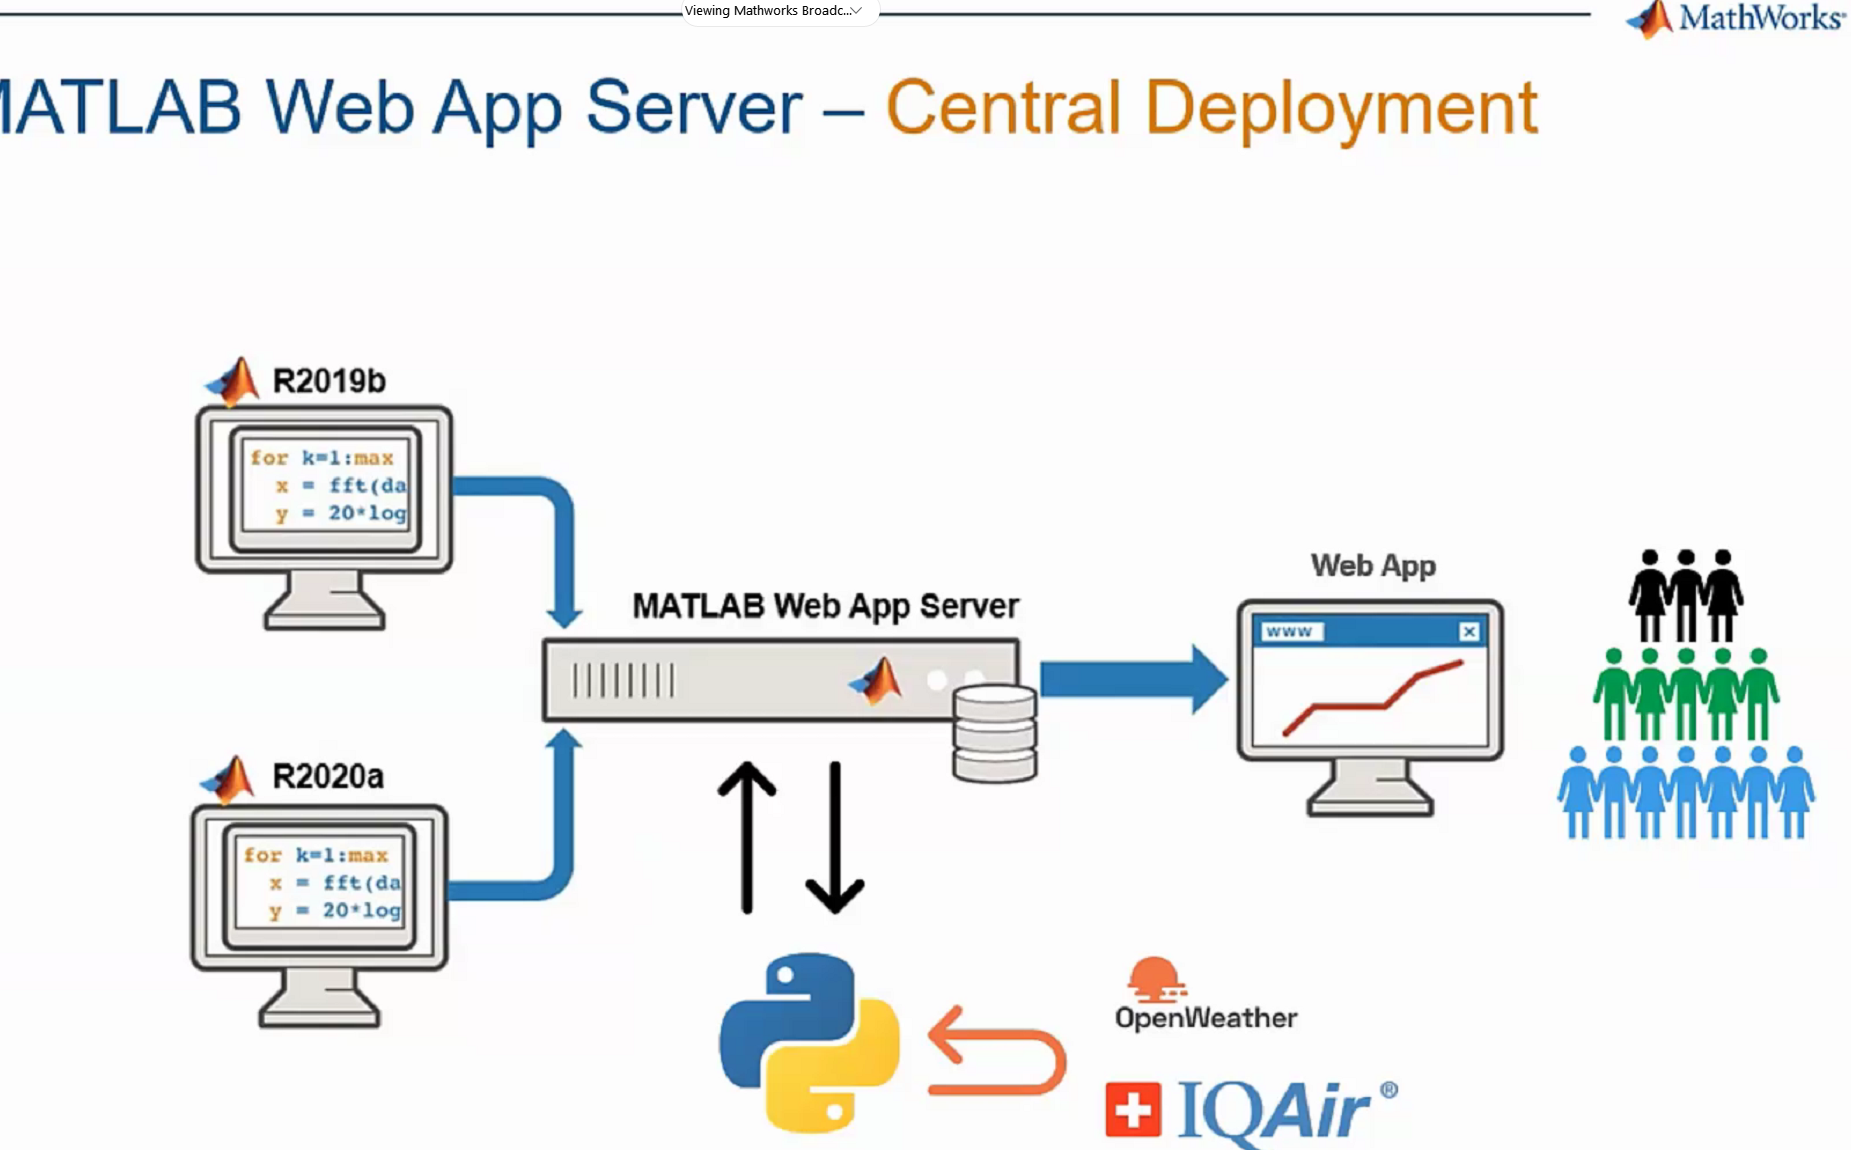 Viewing Mathworks Broadc...
MathWorks®
MATLAB Web App Server – Central Deployment
R2019b
for k=1:max
x = fft(da
y = 20*log
MATLAB Web App Server
Web App
www
R2020a
for k=1:max
x = fft(da
y = 20*log
OpenWeather
IQAir®